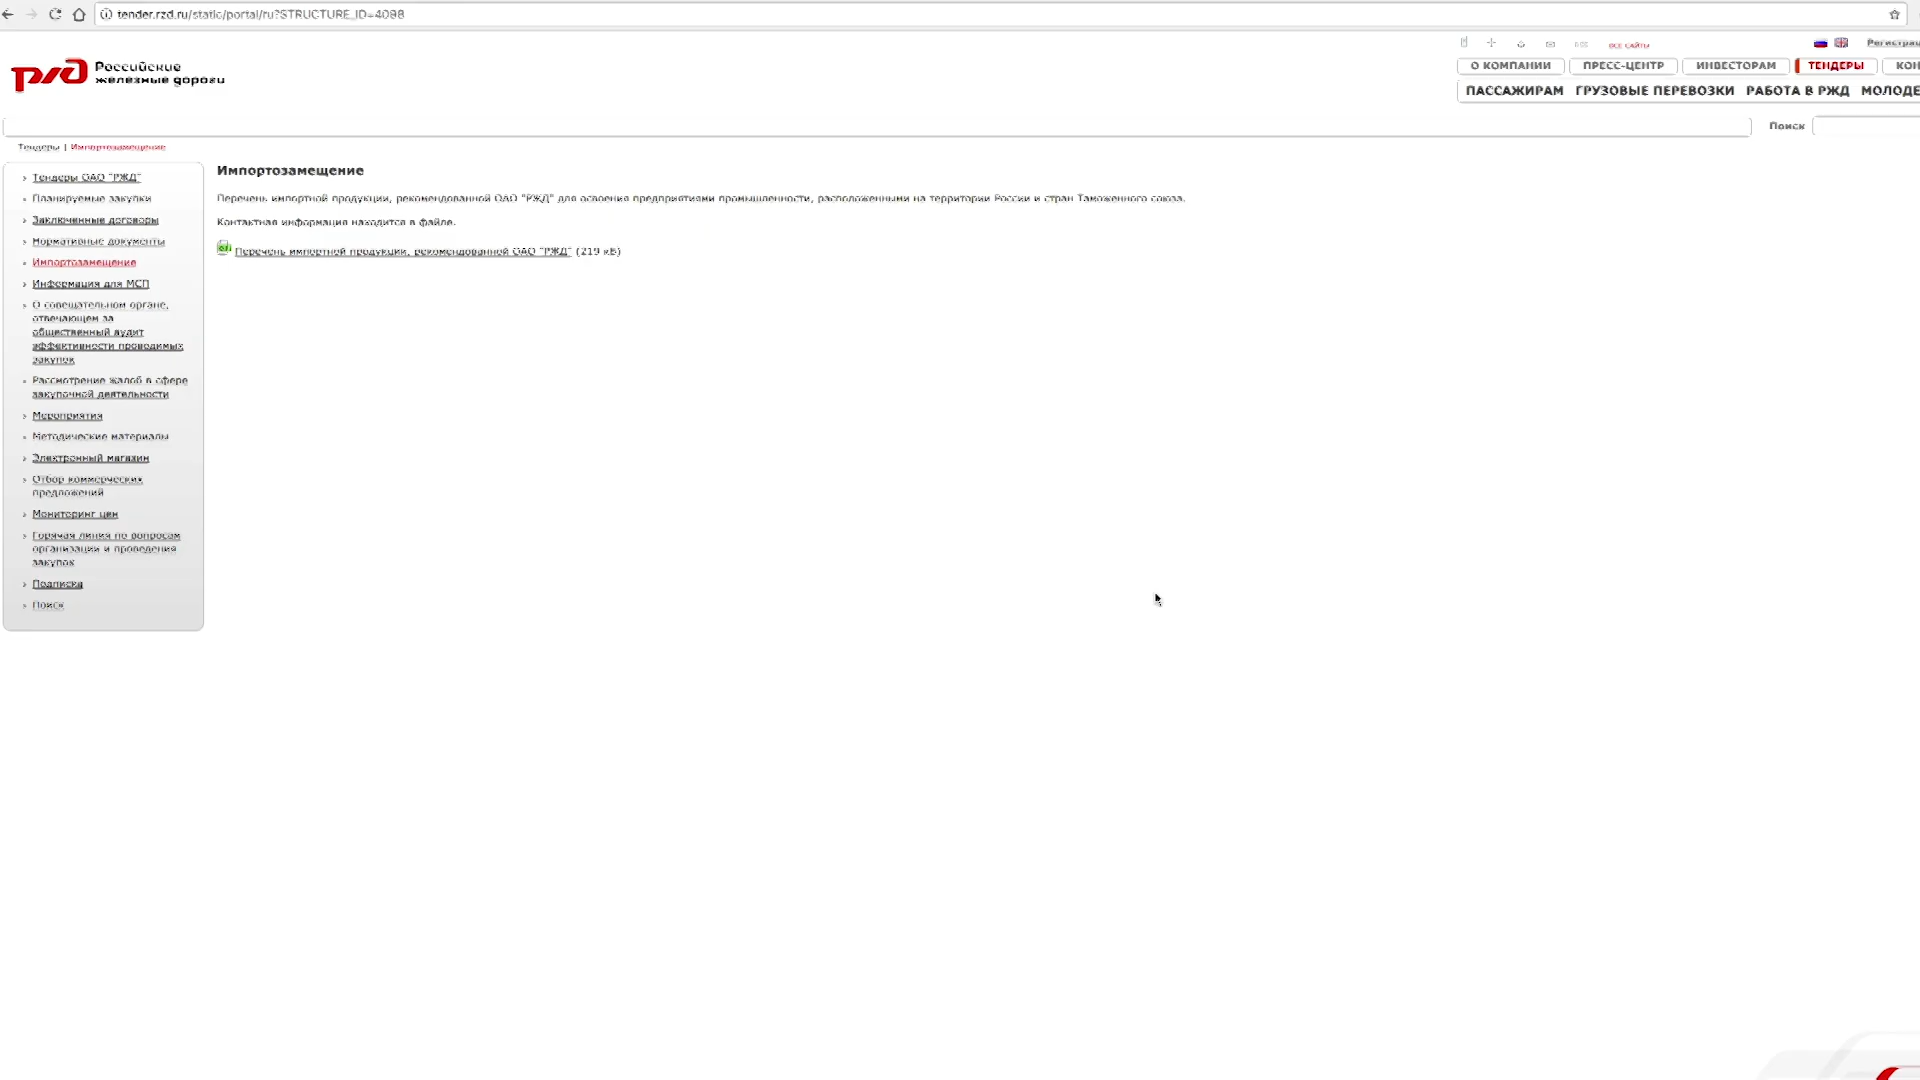 tender.rzd.ru/static/portal/ru?STRUCTURE_ID=4098
ВСЕ САЙТЫ
Российские
железные дороги
О КОМПАНИИ ПРЕСС-ЦЕНТР ИНВЕСТОРАМ ТЕНДЕРЫ
ПАССАЖИРАМ ГРУЗОВЫЕ ПЕРЕВОЗКИ РАБОТА В РЖД
Поиск
Тендеры | Импортозамещение
Тендеры ОАО "РЖД"
Планируемые закупки
Заключенные договоры
Нормативные документы
Импортозамещение
Информация для МСП
О совещательном органе,
отвечающем за
общественный аудит
эффективности проводимых
закупок
Рассмотрение жалоб в сфере
закупочной деятельности
Мероприятия
Методические материалы
Электронный магазин
Отбор коммерческих
предложений
Мониторинг цен
Горячая линия по вопросам
организации и проведения
закупок
Подписка
Поиск
Импортозамещение
Перечень импортной продукции, рекомендованной ОАО "РЖД" для освоения предприятиями промышленности, расположенными на территории России и стран Таможенного союза.
Контактная информация находится в файле.
Перечень импортной продукции, рекомендованной ОАО "РЖД" (219 кБ)